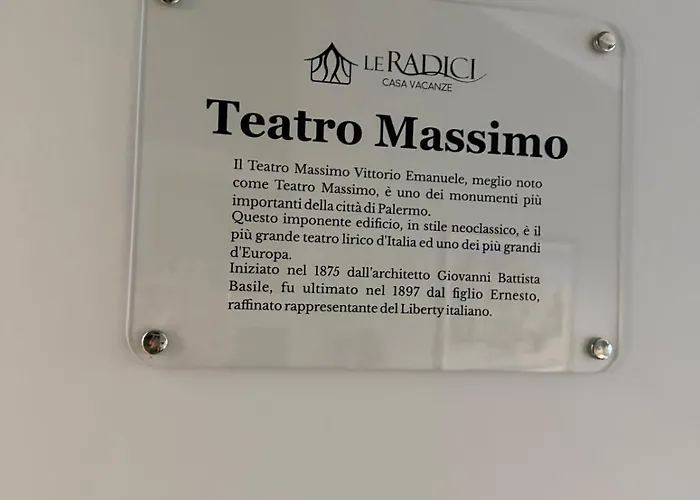 LE RADICI
CASA VACANZE
Teatro Massimo
Il Teatro Massimo Vittorio Emanuele, meglio noto
come Teatro Massimo, è uno dei monumenti più
importanti della città di Palermo.
Questo imponente edificio, in stile neoclassico, è il
più grande teatro lirico d'Italia ed uno dei più grandi
d'Europa.
Iniziato nel 1875 dall'architetto Giovanni Battista
Basile, fu ultimato nel 1897 dal figlio Ernesto,
raffinato rappresentante del Liberty italiano.